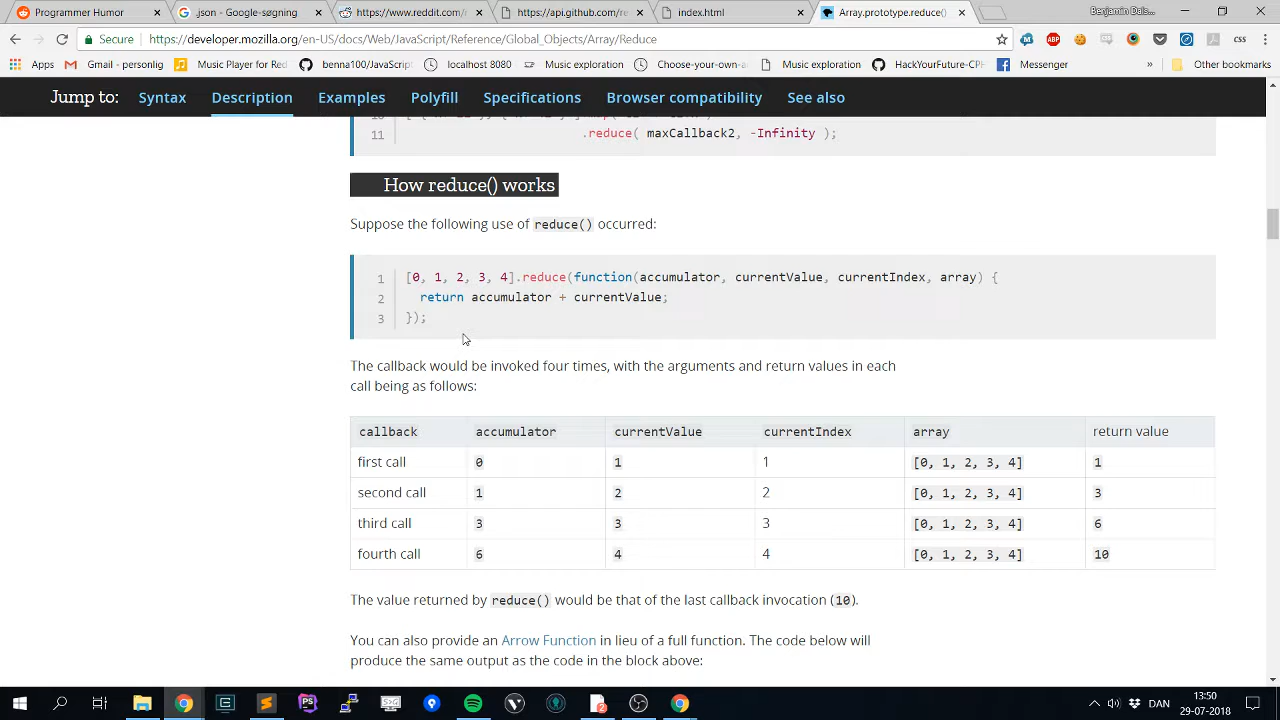 Programmer Humor
.json - Google-søgning
https://www.reddit.com/r
https://api.github.com/re
index.htm
Array.prototype.reduce()
Benjamin Dals...
Secure
https://developer.mozilla.org/en-US/docs/Web/JavaScript/Reference/Global_Objects/Array/Reduce
Apps
Gmail - personlig
Music Player for Red
benna100/JavaScript
localhost 8080
Music exploration
Choose-your-own-a
Music exploration
HackYourFuture-CPH
Messenger
»
Other bookmarks
Jump to:
Syntax
Description
Examples
Polyfill
Specifications
Browser compatibility
See also
11 .reduce( maxCallback2, -Infinity );
How reduce() works
Suppose the following use of reduce() occurred:
1 [0, 1, 2, 3, 4].reduce(function(accumulator, currentValue, currentIndex, array) {
2 return accumulator + currentValue;
3 });
The callback would be invoked four times, with the arguments and return values in each
call being as follows:
callback accumulator currentValue currentIndex array return value
first call 0 1 1 [0, 1, 2, 3, 4] 1
second call 1 2 2 [0, 1, 2, 3, 4] 3
third call 3 3 3 [0, 1, 2, 3, 4] 6
fourth call 6 4 4 [0, 1, 2, 3, 4] 10
The value returned by reduce() would be that of the last callback invocation (10).
You can also provide an Arrow Function in lieu of a full function. The code below will
produce the same output as the code in the block above:
DAN
13:50
29-07-2018